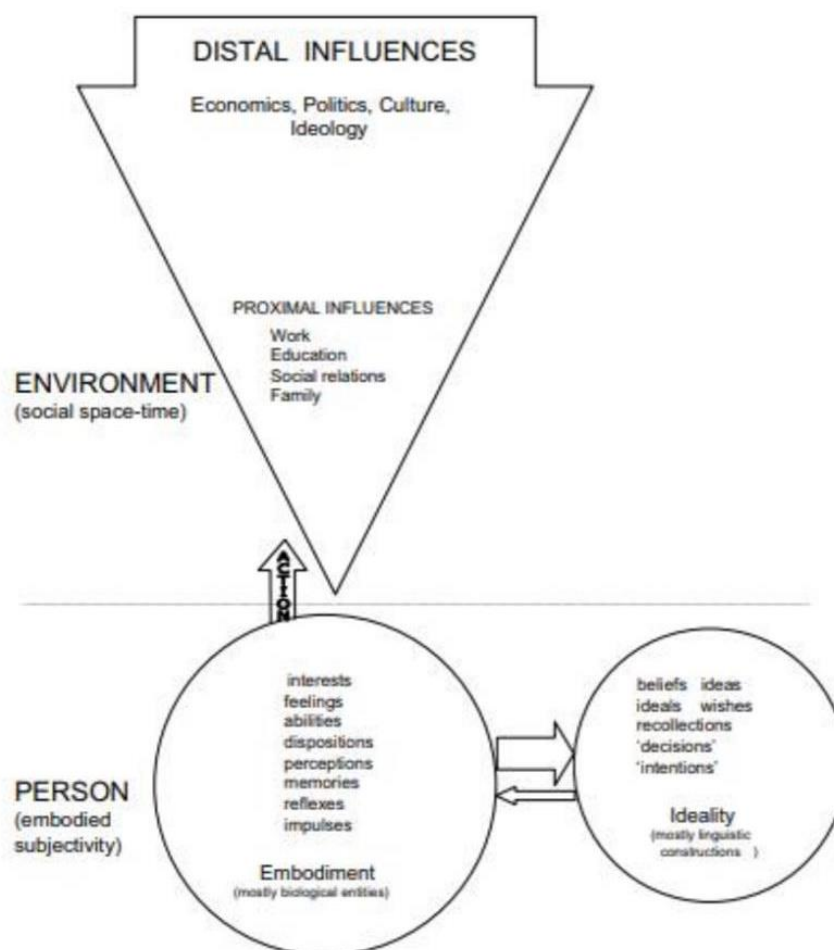 DISTAL INFLUENCES
Economics, Politics, Culture,
Ideology
PROXIMAL INFLUENCES
Work
Education
Social relations
Family
ENVIRONMENT
(social space-time)
ACTION
interests
feelings
abilities
dispositions
perceptions
memories
reflexes
impulses
Embodiment
(mostly biological entities)
PERSON
(embodied
subjectivity)
beliefs ideas
ideals wishes
recollections
'decisions'
'intentions'
Ideality
(mostly linguistic
constructions )